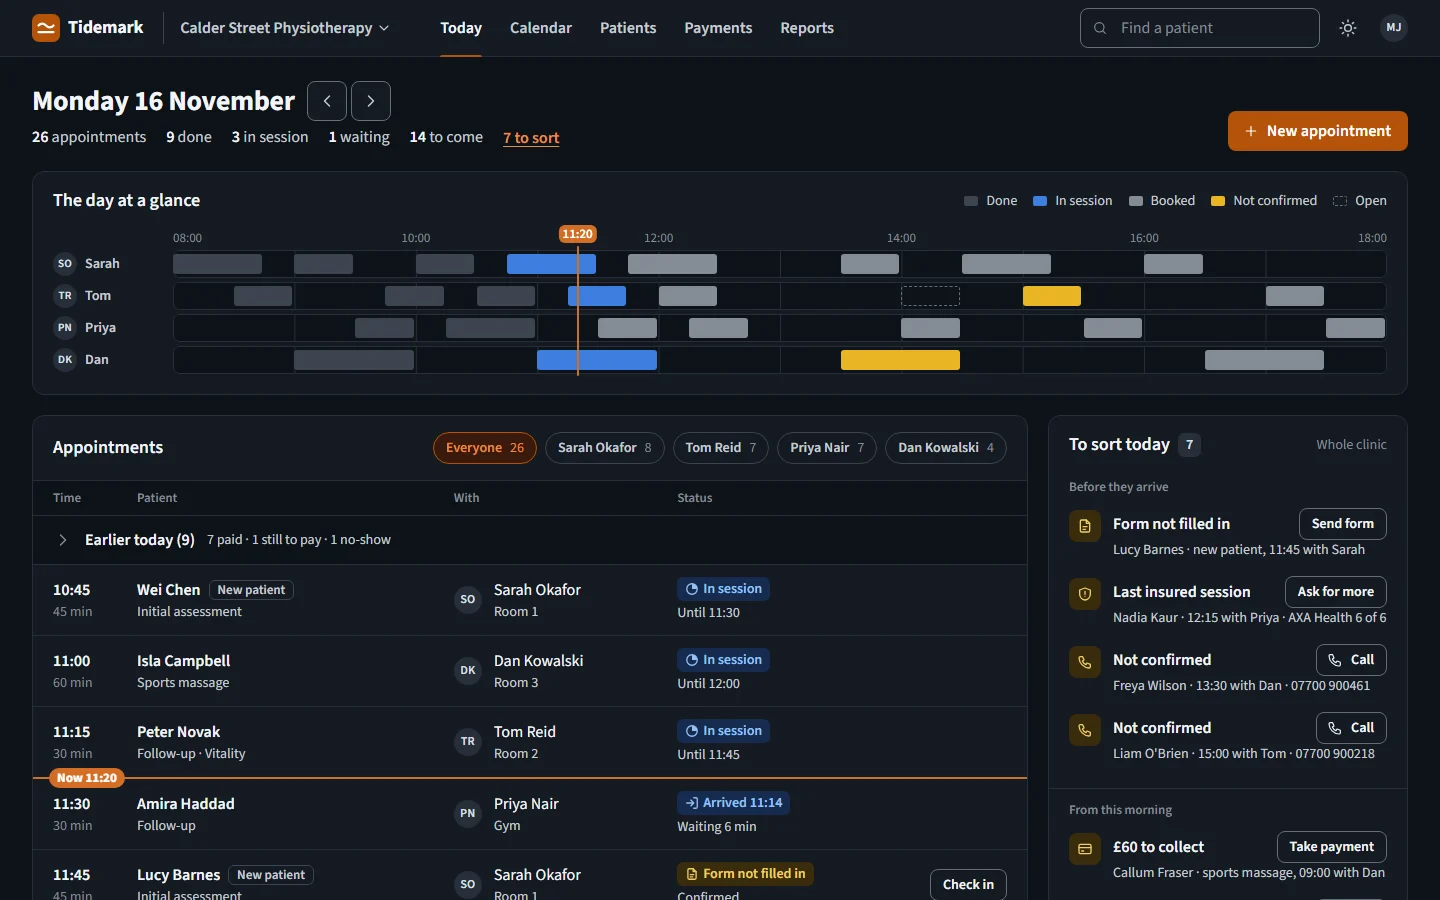 Tidemark
Calder Street Physiotherapy
Today
Calendar
Patients
Payments
Reports
Find a patient
MJ
Monday 16 November
26 appointments
9 done
3 in session
1 waiting
14 to come
7 to sort
New appointment
The day at a glance
Done
In session
Booked
Not confirmed
Open
08:00
10:00
11:20
12:00
14:00
16:00
18:00
SO Sarah
TR Tom
PN Priya
DK Dan
Appointments
Everyone 26
Sarah Okafor 8
Tom Reid 7
Priya Nair 7
Dan Kowalski 4
Time
Patient
With
Status
Earlier today (9) 7 paid · 1 still to pay · 1 no-show
10:45
45 min
Wei Chen New patient
Initial assessment
SO
Sarah Okafor
Room 1
In session
Until 11:30
11:00
60 min
Isla Campbell
Sports massage
DK
Dan Kowalski
Room 3
In session
Until 12:00
11:15
30 min
Peter Novak
Follow-up · Vitality
TR
Tom Reid
Room 2
In session
Until 11:45
Now 11:20
11:30
30 min
Amira Haddad
Follow-up
PN
Priya Nair
Gym
Arrived 11:14
Waiting 6 min
11:45
45 min
Lucy Barnes New patient
Initial assessment
SO
Sarah Okafor
Room 1
Form not filled in
Confirmed
Check in
To sort today 7
Whole clinic
Before they arrive
Form not filled in
Send form
Lucy Barnes · new patient, 11:45 with Sarah
Last insured session
Ask for more
Nadia Kaur · 12:15 with Priya · AXA Health 6 of 6
Not confirmed
Call
Freya Wilson · 13:30 with Dan · 07700 900461
Not confirmed
Call
Liam O'Brien · 15:00 with Tom · 07700 900218
From this morning
£60 to collect
Take payment
Callum Fraser · sports massage, 09:00 with Dan